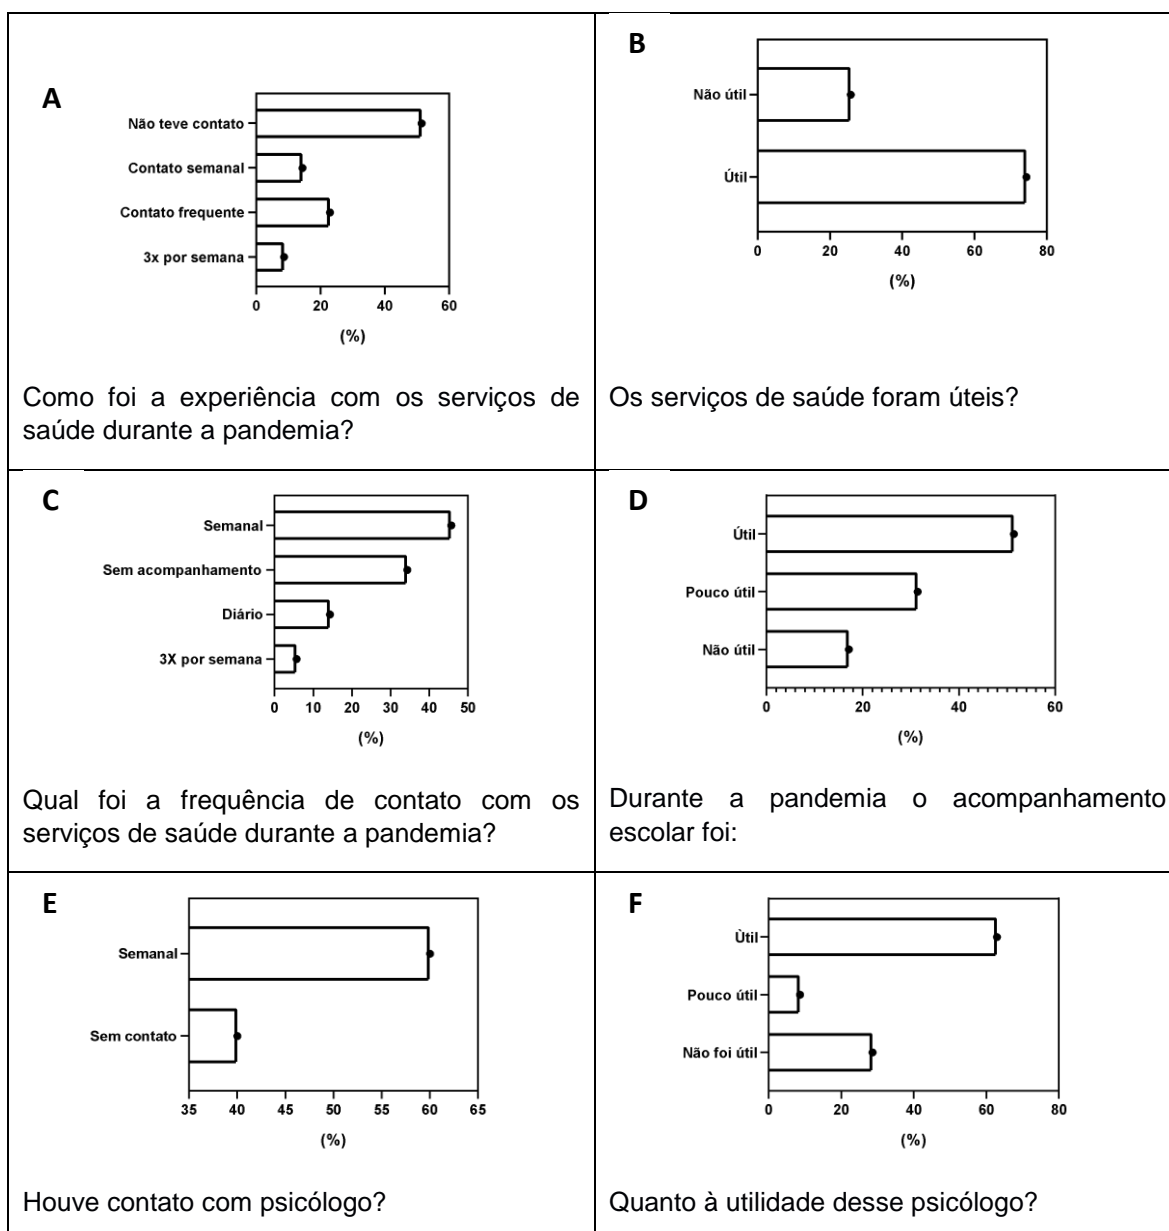 A
Não teve contato
Contato semanal
Contato frequente
3x por semana
0 20 40 60
(%)
Como foi a experiência com os serviços de
saúde durante a pandemia?
B
Não útil
Útil
0 20 40 60 80
(%)
Os serviços de saúde foram úteis?
C
Semanal
Sem acompanhamento
Diário
3X por semana
0 10 20 30 40 50
(%)
Qual foi a frequência de contato com os
serviços de saúde durante a pandemia?
D
Útil
Pouco útil
Não útil
0 20 40 60
(%)
Durante a pandemia o acompanhamento
escolar foi:
E
Semanal
Sem contato
35 40 45 50 55 60 65
(%)
Houve contato com psicólogo?
F
Ùtil
Pouco útil
Não foi útil
0 20 40 60 80
(%)
Quanto à utilidade desse psicólogo?